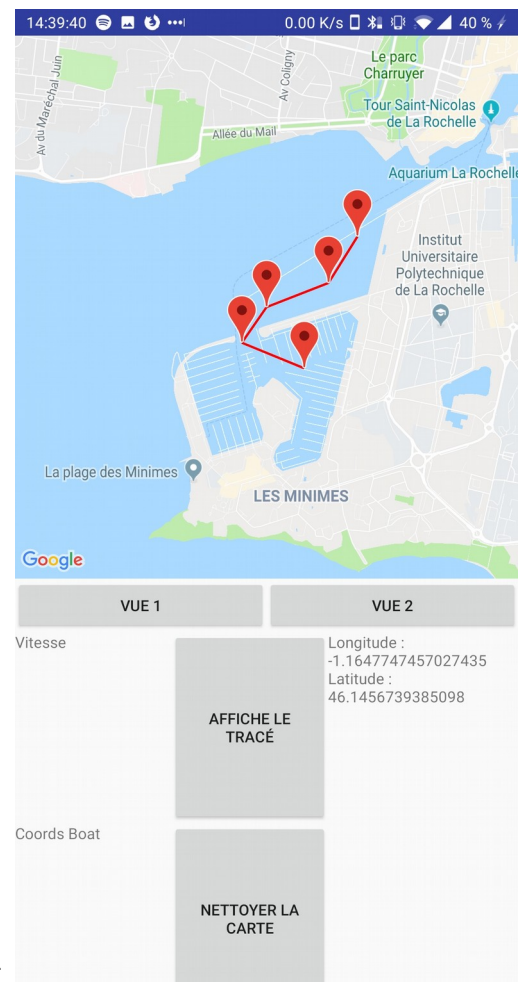 14:39:40
0.00 K/s
40 %
Av du Maréchal Juin
Av Coligny
Le parc
Charruyer
Tour Saint-Nicolas
de La Rochelle
Allée du Mail
Aquarium La Rochelle
Institut
Universitaire
Polytechnique
de La Rochelle
La plage des Minimes
LES MINIMES
Google
VUE 1
VUE 2
Vitesse
AFFICHE LE
TRACÉ
Longitude :
-1.1647747457027435
Latitude :
46.1456739385098
Coords Boat
NETTOYER LA
CARTE